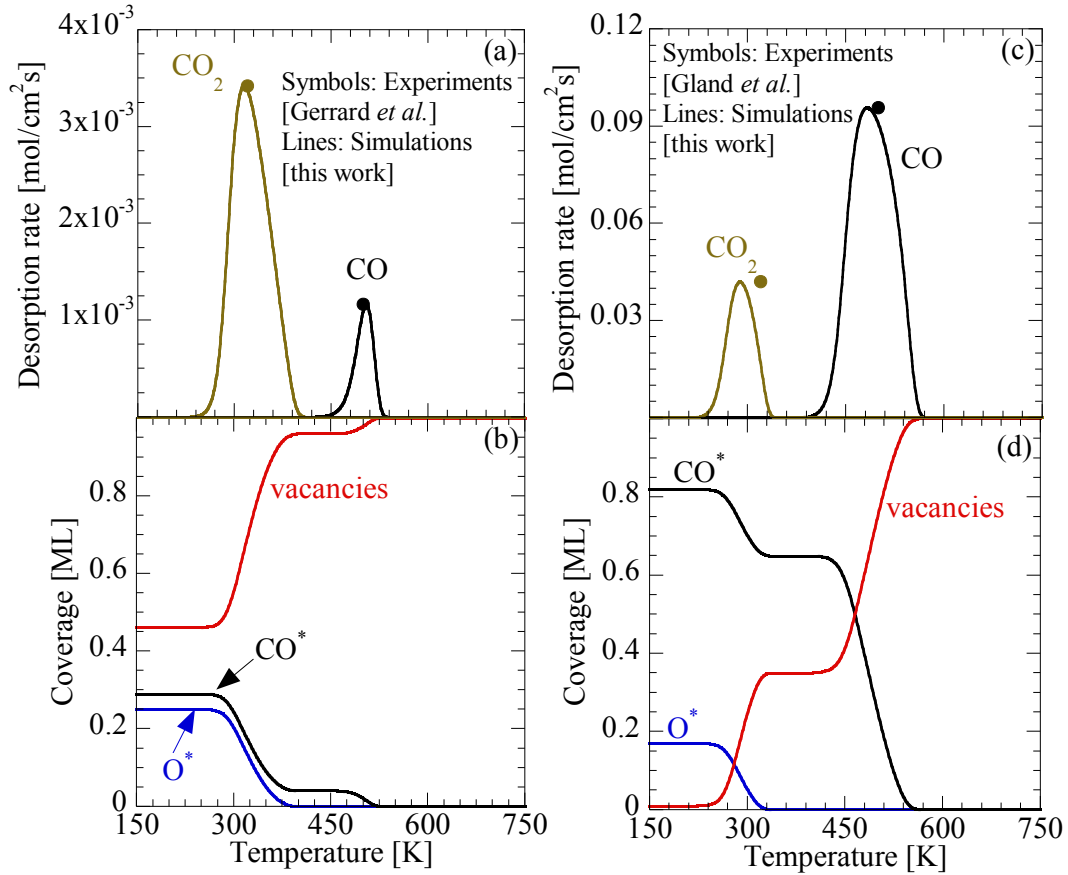 4x10⁻³
3x10⁻³
2x10⁻³
1x10⁻³
Desorption rate [mol/cm²s]
(a)
CO₂
Symbols: Experiments
[Gerrard et al.]
Lines: Simulations
[this work]
CO
0.12
0.09
0.06
0.03
Desorption rate [mol/cm²s]
(c)
Symbols: Experiments
[Gland et al.]
Lines: Simulations
[this work]
CO
CO₂
0.8
0.6
0.4
0.2
0
Coverage [ML]
(b)
vacancies
CO*
O*
150 300 450 600 750
Temperature [K]
0.8
0.6
0.4
0.2
0
Coverage [ML]
(d)
CO*
vacancies
O*
150 300 450 600 750
Temperature [K]